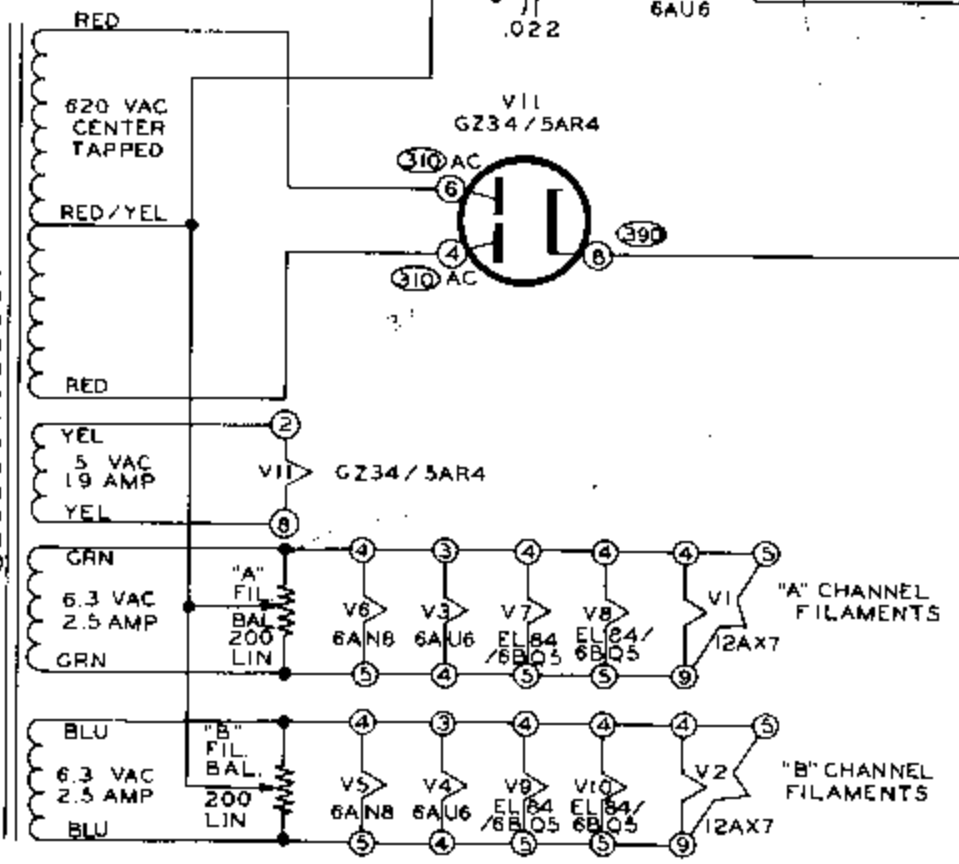 RED
.022
6AU6
620 VAC
CENTER
TAPPED
V11
GZ34/5AR4
310 AC
6
RED/YEL
4
310 AC
390
8
RED
YEL
5 VAC
1.9 AMP
YEL
2
V11
GZ34/5AR4
8
GRN
6.3 VAC
2.5 AMP
GRN
"A"
FIL.
BAL.
200
LIN
4
3
4
4
4
5
V6
6AN8
V3
6AU6
V7
EL84
/6BQ5
V8
EL84/
6BQ5
V1
12AX7
5
4
5
5
9
"A" CHANNEL
FILAMENTS
BLU
6.3 VAC
2.5 AMP
BLU
"B"
FIL.
BAL.
200
LIN
4
3
4
4
4
5
V5
6AN8
V4
6AU6
V9
EL84
/6BQ5
V10
EL84/
6BQ5
V2
12AX7
5
4
5
5
9
"B" CHANNEL
FILAMENTS